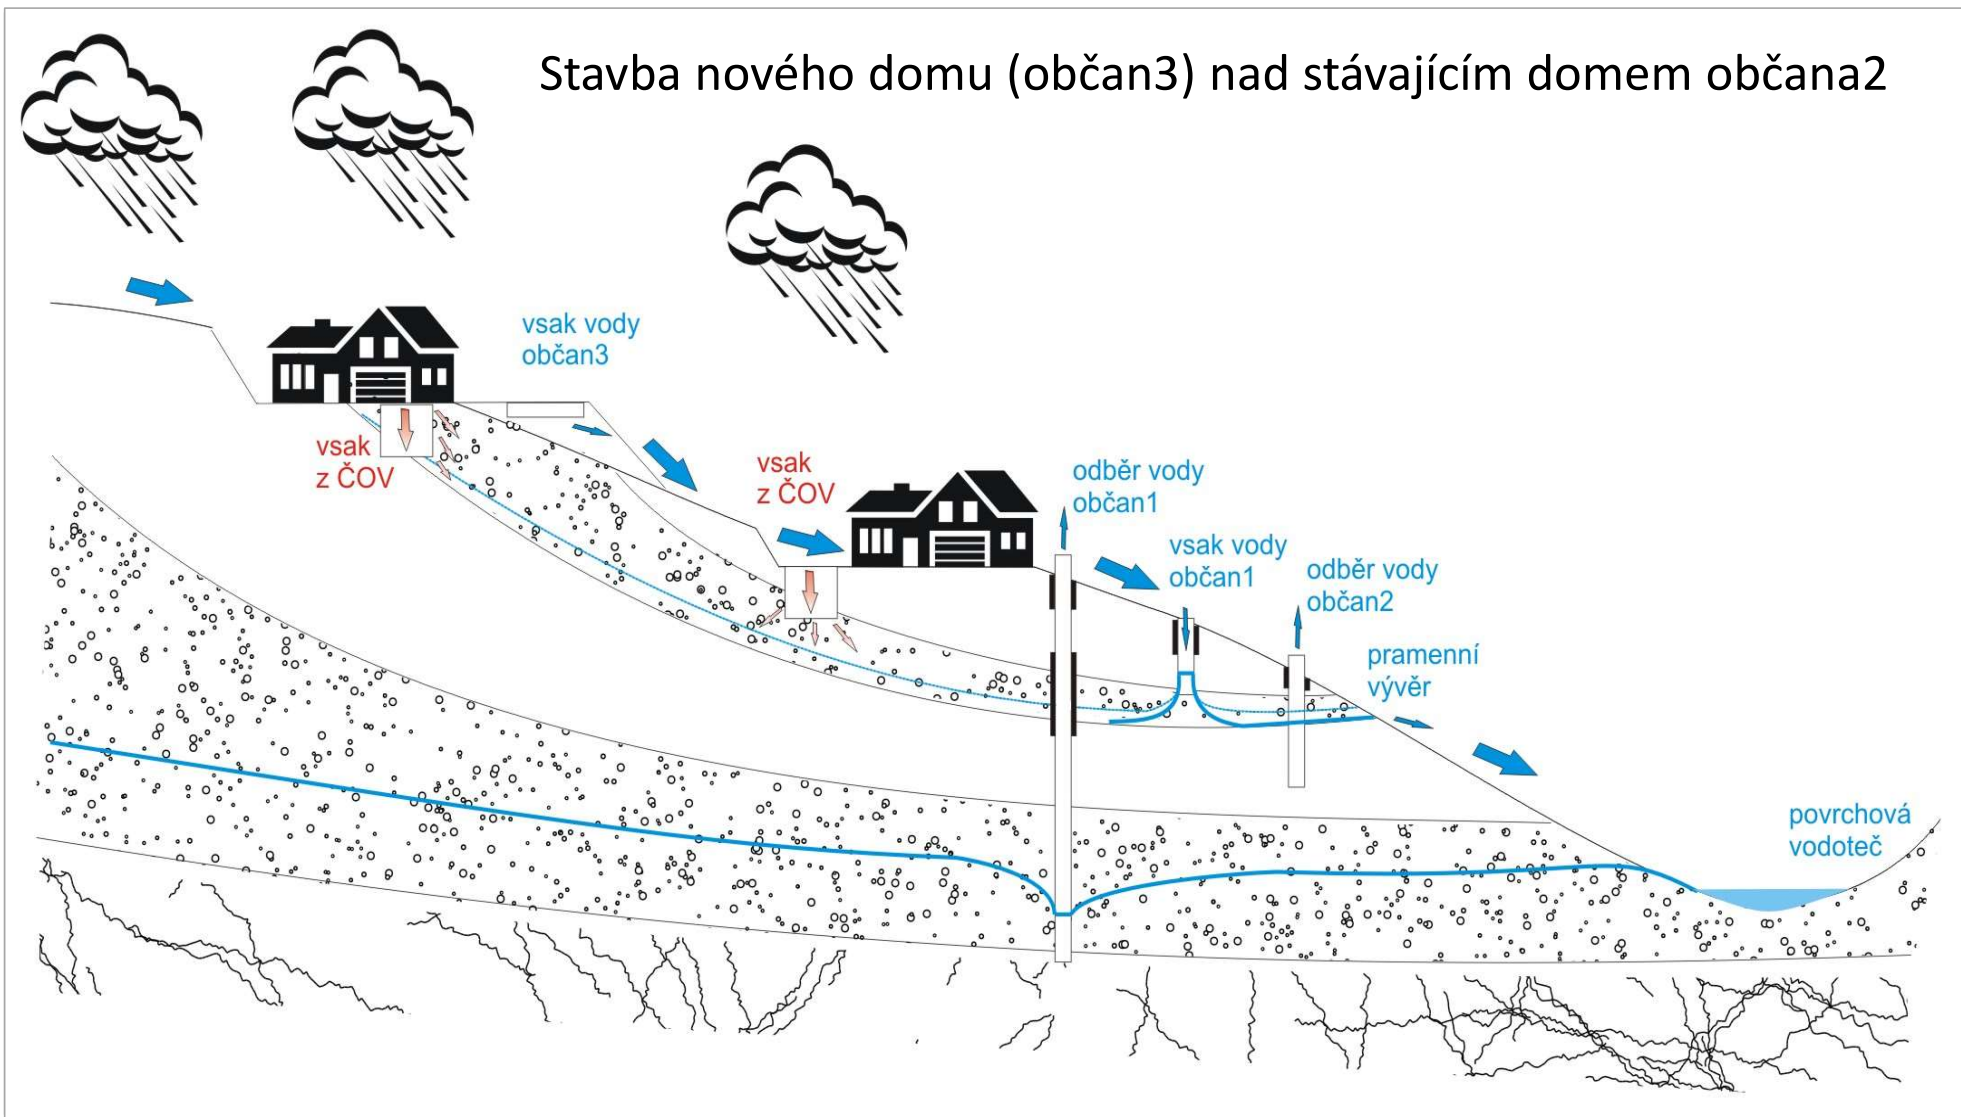 Stavba nového domu (občan3) nad stávajícím domem občana2
vsak vody
občan3
vsak
z ČOV
vsak
z ČOV
odběr vody
občan1
vsak vody
občan1
odběr vody
občan2
pramenní
vývěr
povrchová
vodoteč